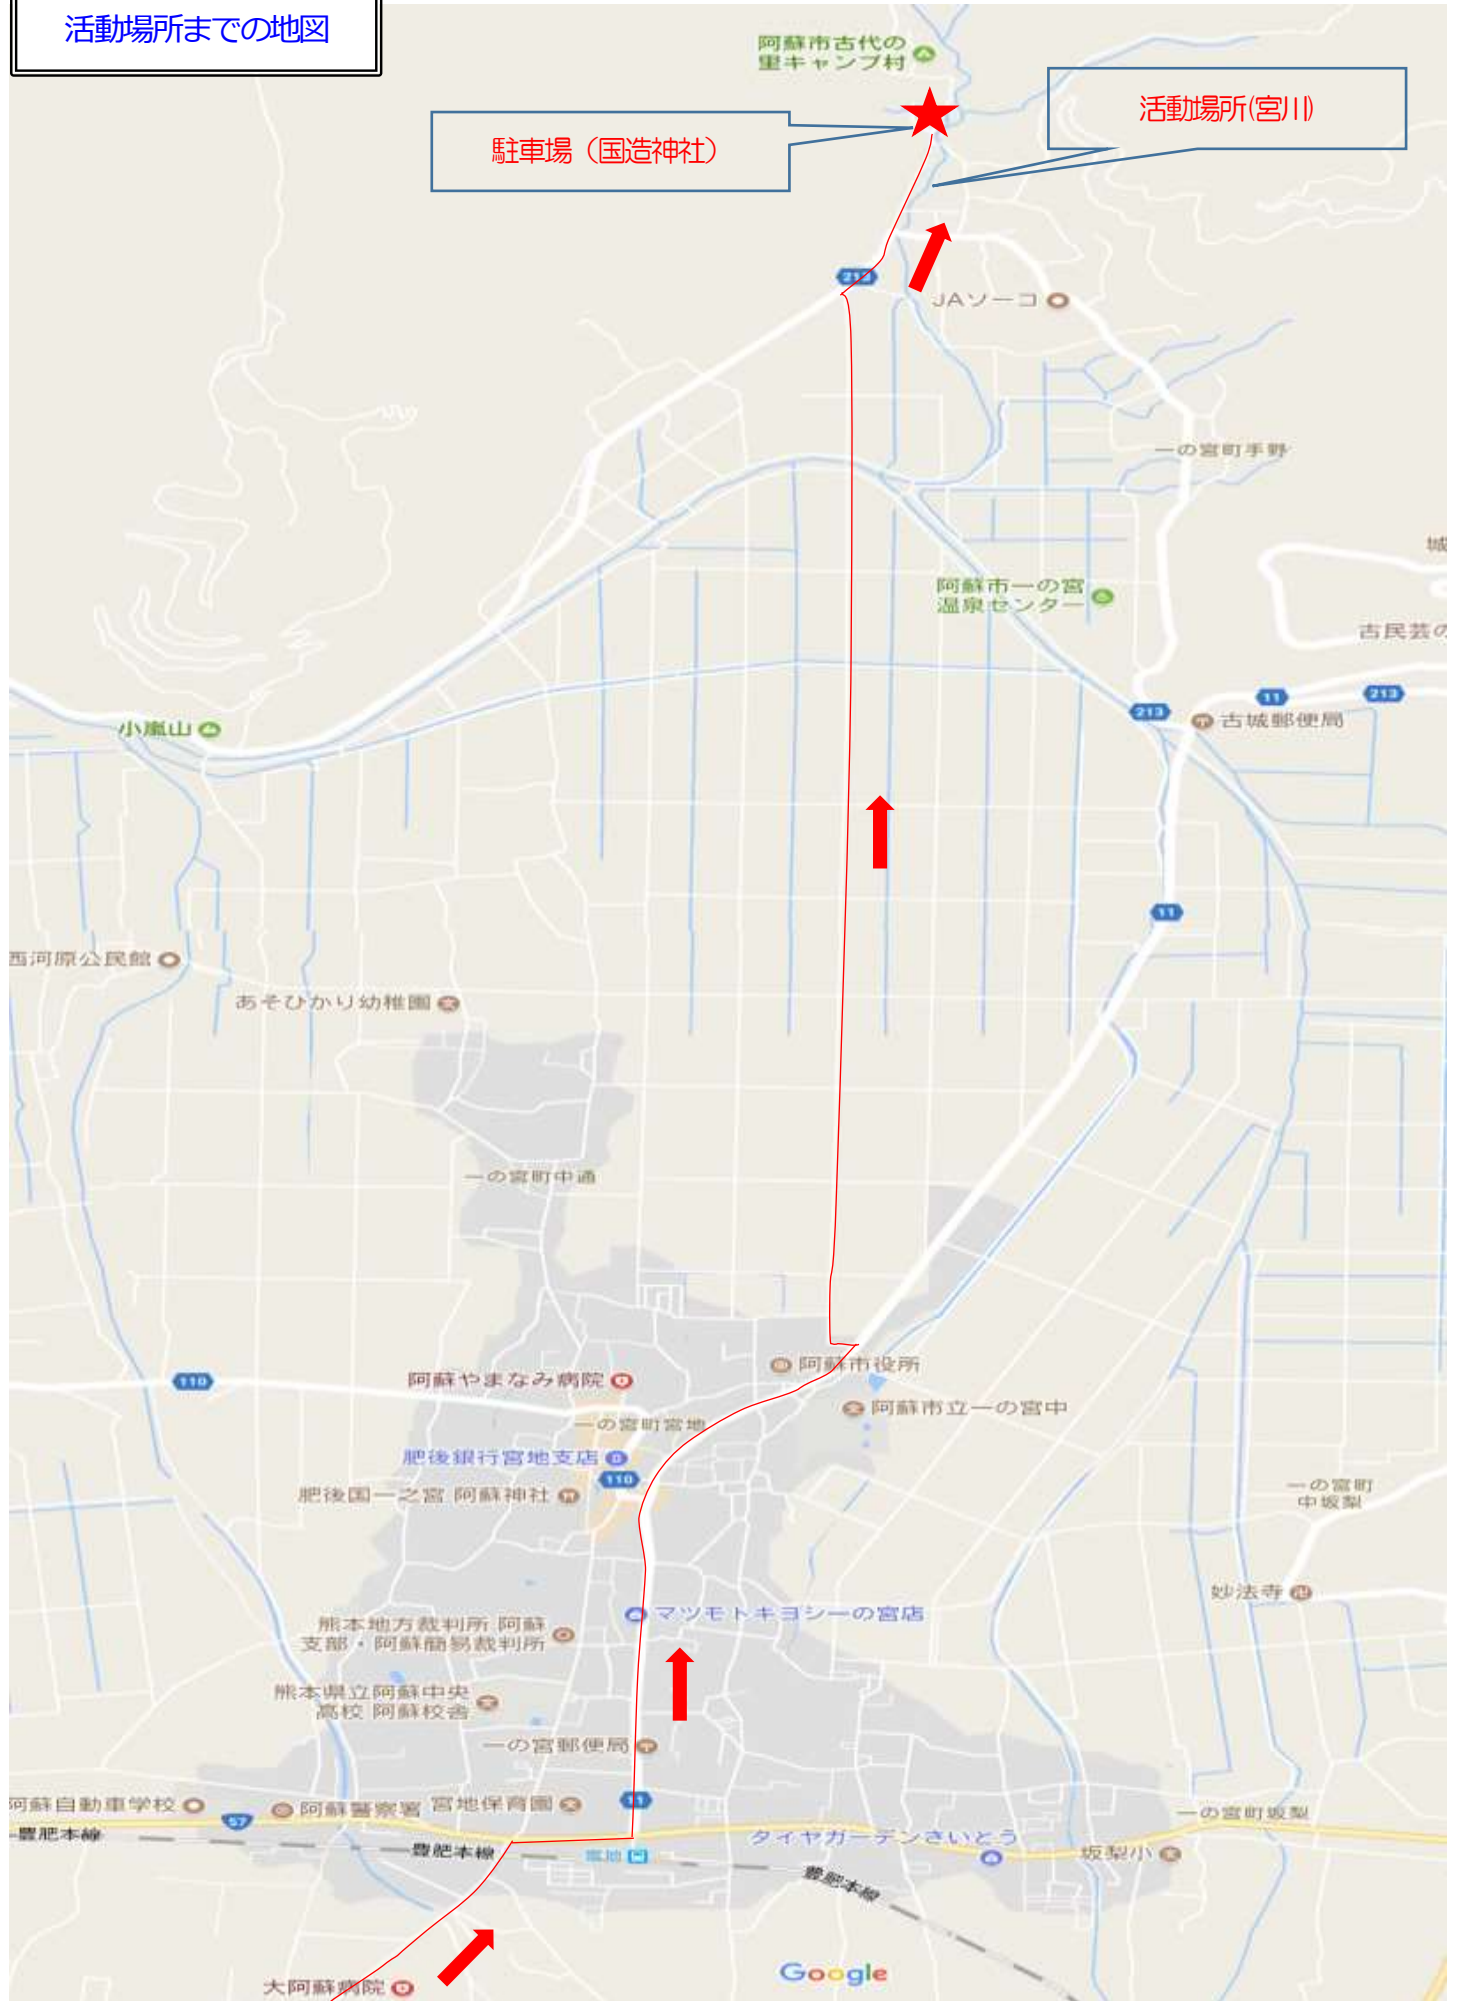 活動場所までの地図
阿蘇市古代の
里キャンプ村
活動場所(宮川)
駐車場（国造神社）
213
JAソーコ
一の宮町手野
城
阿蘇市一の宮
温泉センター
古民芸の
11
213
213
古城郵便局
小嵐山
11
西河原公民館
あそひかり幼稚園
一の宮町中通
阿蘇市役所
110
阿蘇やまなみ病院
阿蘇市立一の宮中
一の宮町宮地
肥後銀行宮地支店
110
肥後国一之宮 阿蘇神社
一の宮町
中坂梨
妙法寺
マツモトキヨシ一の宮店
熊本地方裁判所 阿蘇
支部・阿蘇簡易裁判所
熊本県立阿蘇中央
高校 阿蘇校舎
一の宮郵便局
阿蘇自動車学校
57
阿蘇警察署
宮地保育園
11
一の宮町坂梨
豊肥本線
豊肥本線
宮地
タイヤガーデンさいとう
坂梨小
豊肥本線
Google
大阿蘇病院